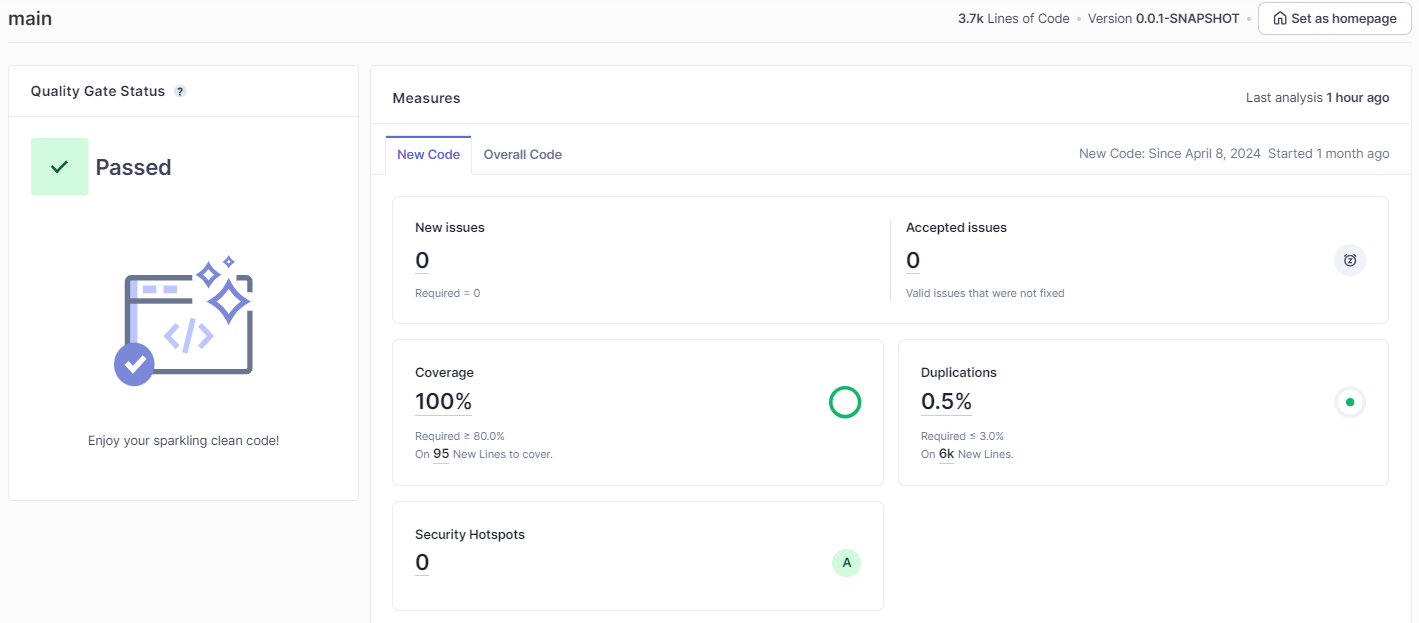 main
3.7k Lines of Code • Version 0.0.1-SNAPSHOT • Set as homepage
Quality Gate Status ?
Passed
Enjoy your sparkling clean code!
Measures
Last analysis 1 hour ago
New Code Overall Code
New Code: Since April 8, 2024 Started 1 month ago
New issues
0
Required = 0
Accepted issues
0
Valid issues that were not fixed
Coverage
100%
Required ≥ 80.0%
On 95 New Lines to cover.
Duplications
0.5%
Required ≤ 3.0%
On 6k New Lines.
Security Hotspots
0
A